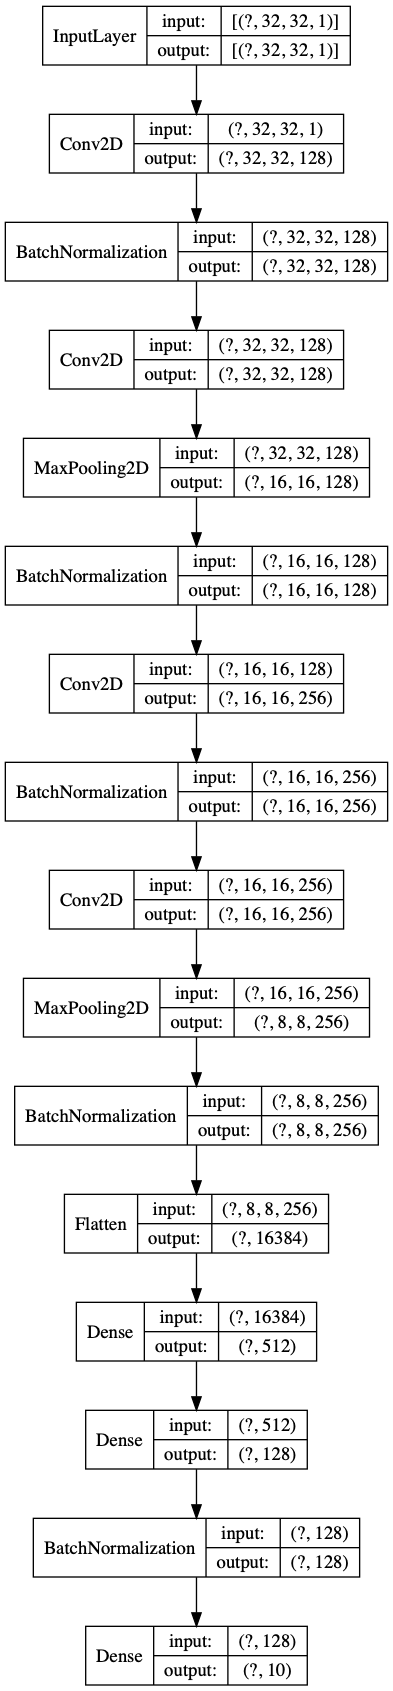 InputLayer
input: [(?, 32, 32, 1)]
output: [(?, 32, 32, 1)]
Conv2D
input: (?, 32, 32, 1)
output: (?, 32, 32, 128)
BatchNormalization
input: (?, 32, 32, 128)
output: (?, 32, 32, 128)
Conv2D
input: (?, 32, 32, 128)
output: (?, 32, 32, 128)
MaxPooling2D
input: (?, 32, 32, 128)
output: (?, 16, 16, 128)
BatchNormalization
input: (?, 16, 16, 128)
output: (?, 16, 16, 128)
Conv2D
input: (?, 16, 16, 128)
output: (?, 16, 16, 256)
BatchNormalization
input: (?, 16, 16, 256)
output: (?, 16, 16, 256)
Conv2D
input: (?, 16, 16, 256)
output: (?, 16, 16, 256)
MaxPooling2D
input: (?, 16, 16, 256)
output: (?, 8, 8, 256)
BatchNormalization
input: (?, 8, 8, 256)
output: (?, 8, 8, 256)
Flatten
input: (?, 8, 8, 256)
output: (?, 16384)
Dense
input: (?, 16384)
output: (?, 512)
Dense
input: (?, 512)
output: (?, 128)
BatchNormalization
input: (?, 128)
output: (?, 128)
Dense
input: (?, 128)
output: (?, 10)